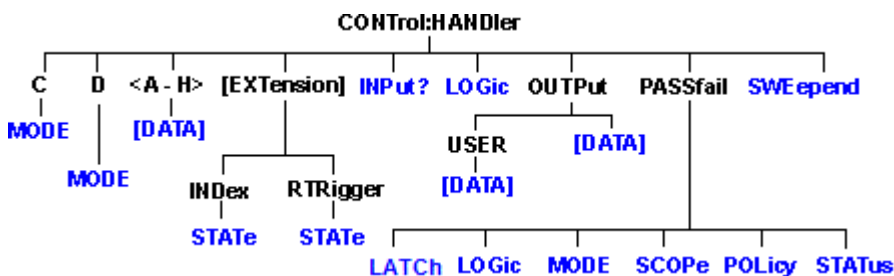 CONTrol:HANDler
C D <A - H> [EXTension] INPut? LOGic OUTPut PASSfail SWEepend
MODE [DATA] USER [DATA]
MODE INDex RTRigger [DATA]
STATe STATe
LATCh LOGic MODE SCOPe POLicy STATus